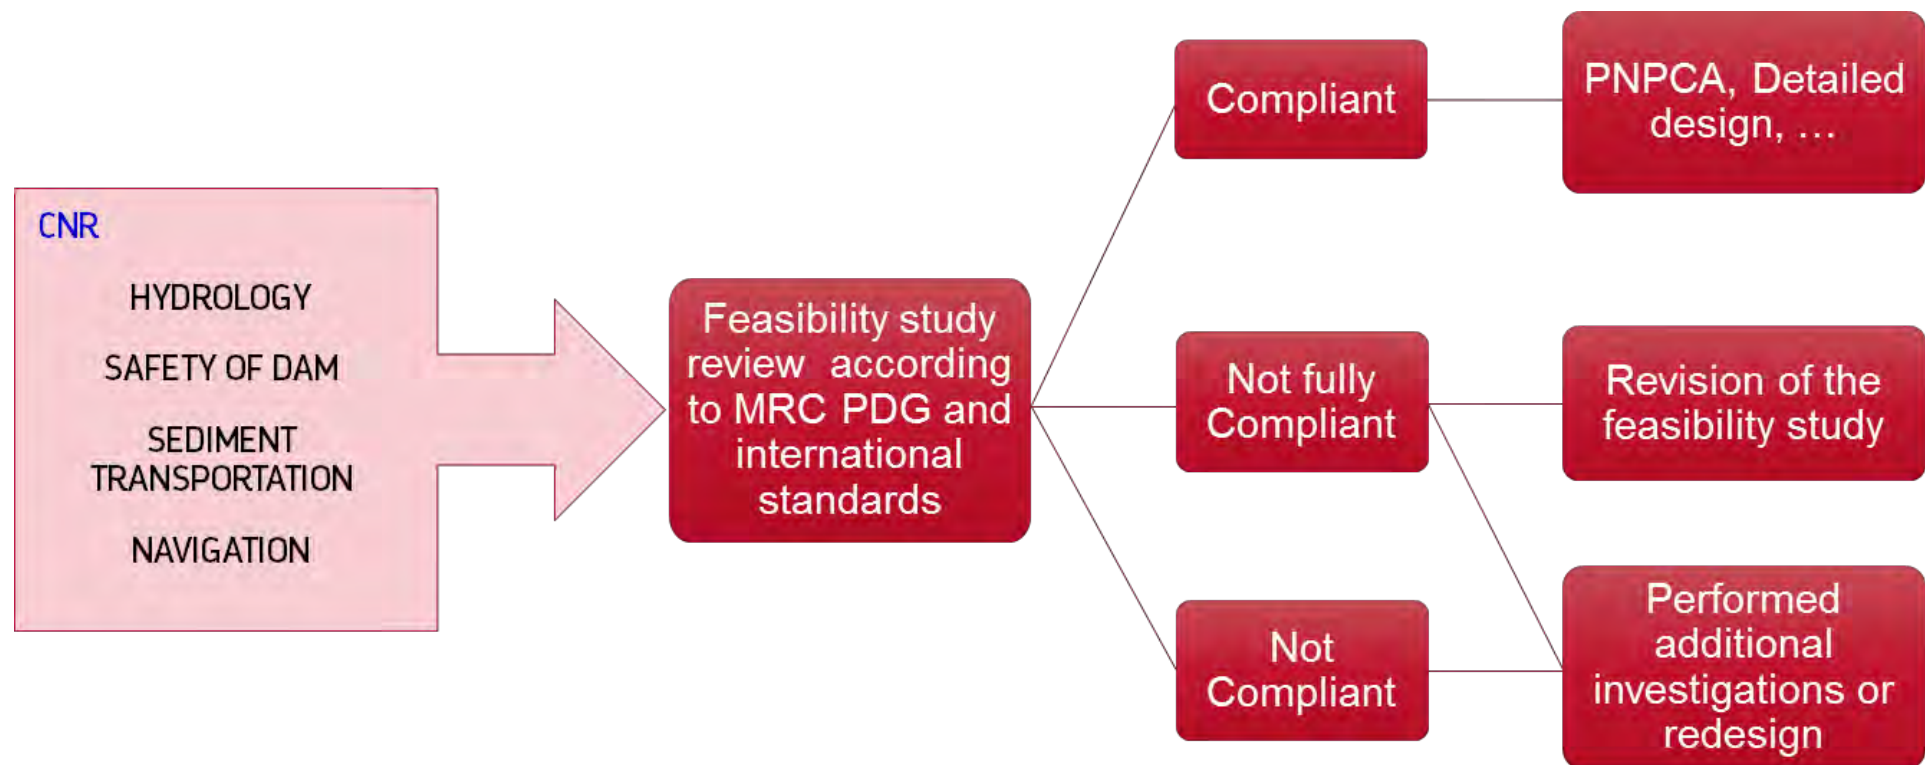 CNR
HYDROLOGY
SAFETY OF DAM
SEDIMENT
TRANSPORTATION
NAVIGATION
Feasibility study
review according
to MRC PDG and
international
standards
Compliant
PNPCA, Detailed
design, …
Not fully
Compliant
Revision of the
feasibility study
Not
Compliant
Performed
additional
investigations or
redesign